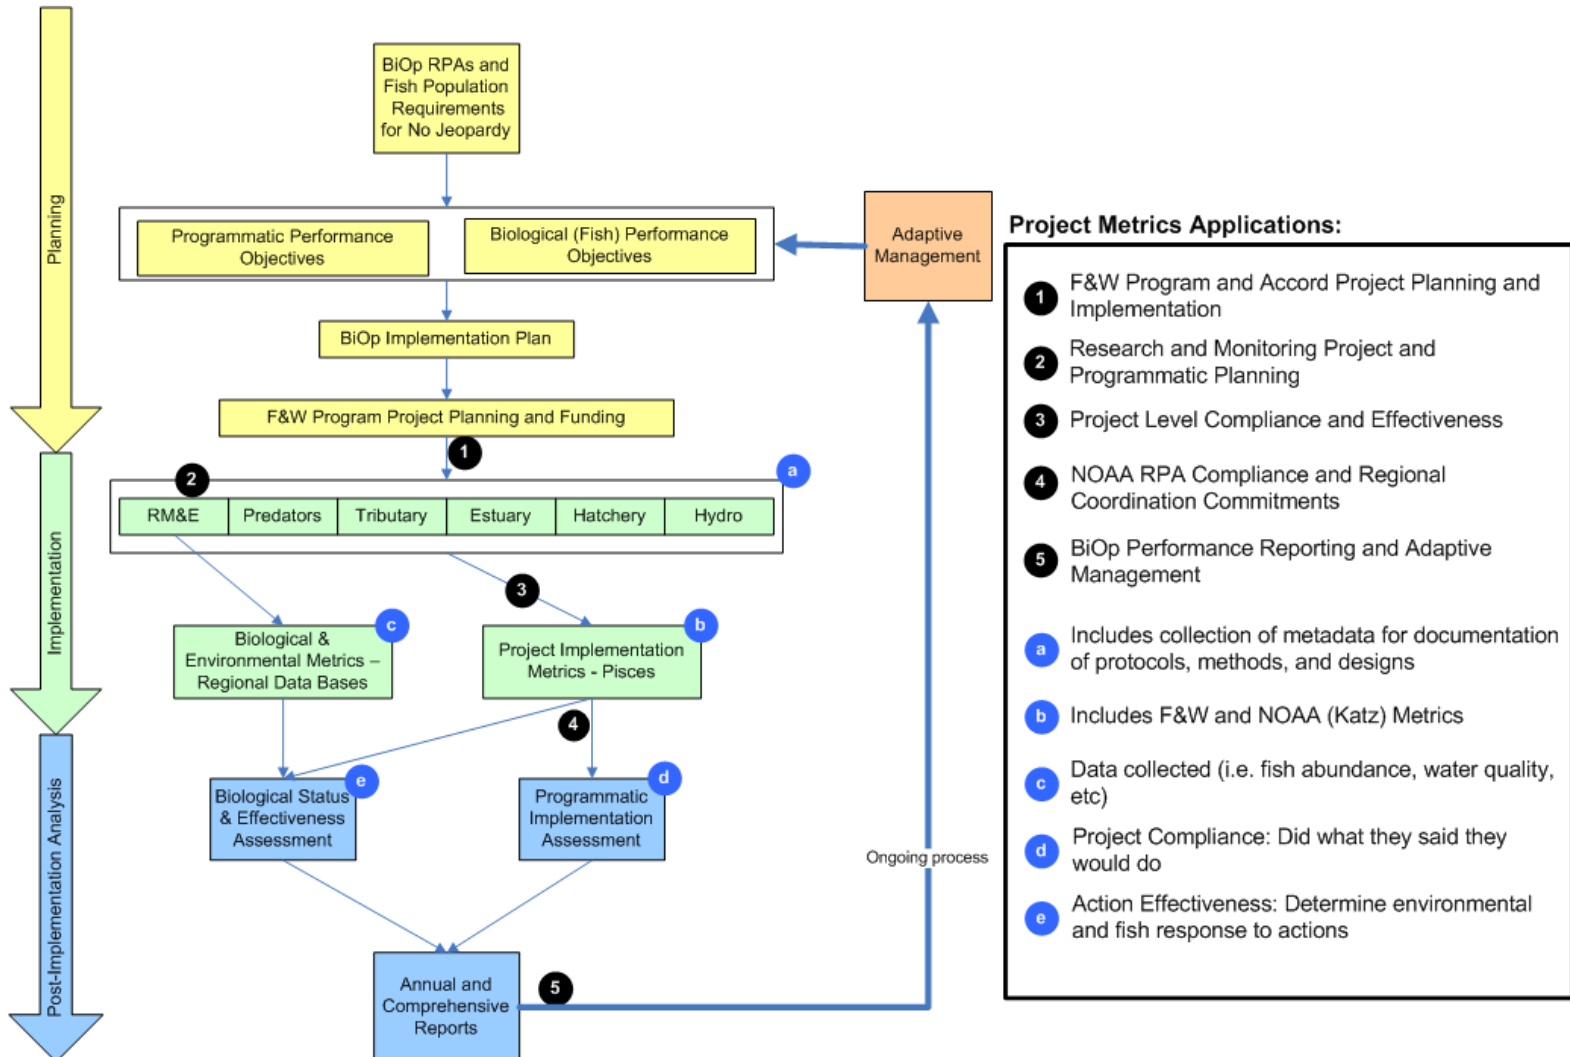 BiOp RPAs and
Fish Population
Requirements
for No Jeopardy
Planning
Programmatic Performance
Objectives
Biological (Fish) Performance
Objectives
Adaptive
Management
BiOp Implementation Plan
F&W Program Project Planning and Funding
1
2
a
RM&E
Predators
Tributary
Estuary
Hatchery
Hydro
Implementation
3
c
b
Biological &
Environmental Metrics –
Regional Data Bases
Project Implementation
Metrics - Pisces
4
e
d
Biological Status
& Effectiveness
Assessment
Programmatic
Implementation
Assessment
Ongoing process
Post-Implementation Analysis
Annual and
Comprehensive
Reports
5
Project Metrics Applications:
1 F&W Program and Accord Project Planning and
Implementation
2 Research and Monitoring Project and
Programmatic Planning
3 Project Level Compliance and Effectiveness
4 NOAA RPA Compliance and Regional
Coordination Commitments
5 BiOp Performance Reporting and Adaptive
Management
a Includes collection of metadata for documentation
of protocols, methods, and designs
b Includes F&W and NOAA (Katz) Metrics
c Data collected (i.e. fish abundance, water quality,
etc)
d Project Compliance: Did what they said they
would do
e Action Effectiveness: Determine environmental
and fish response to actions